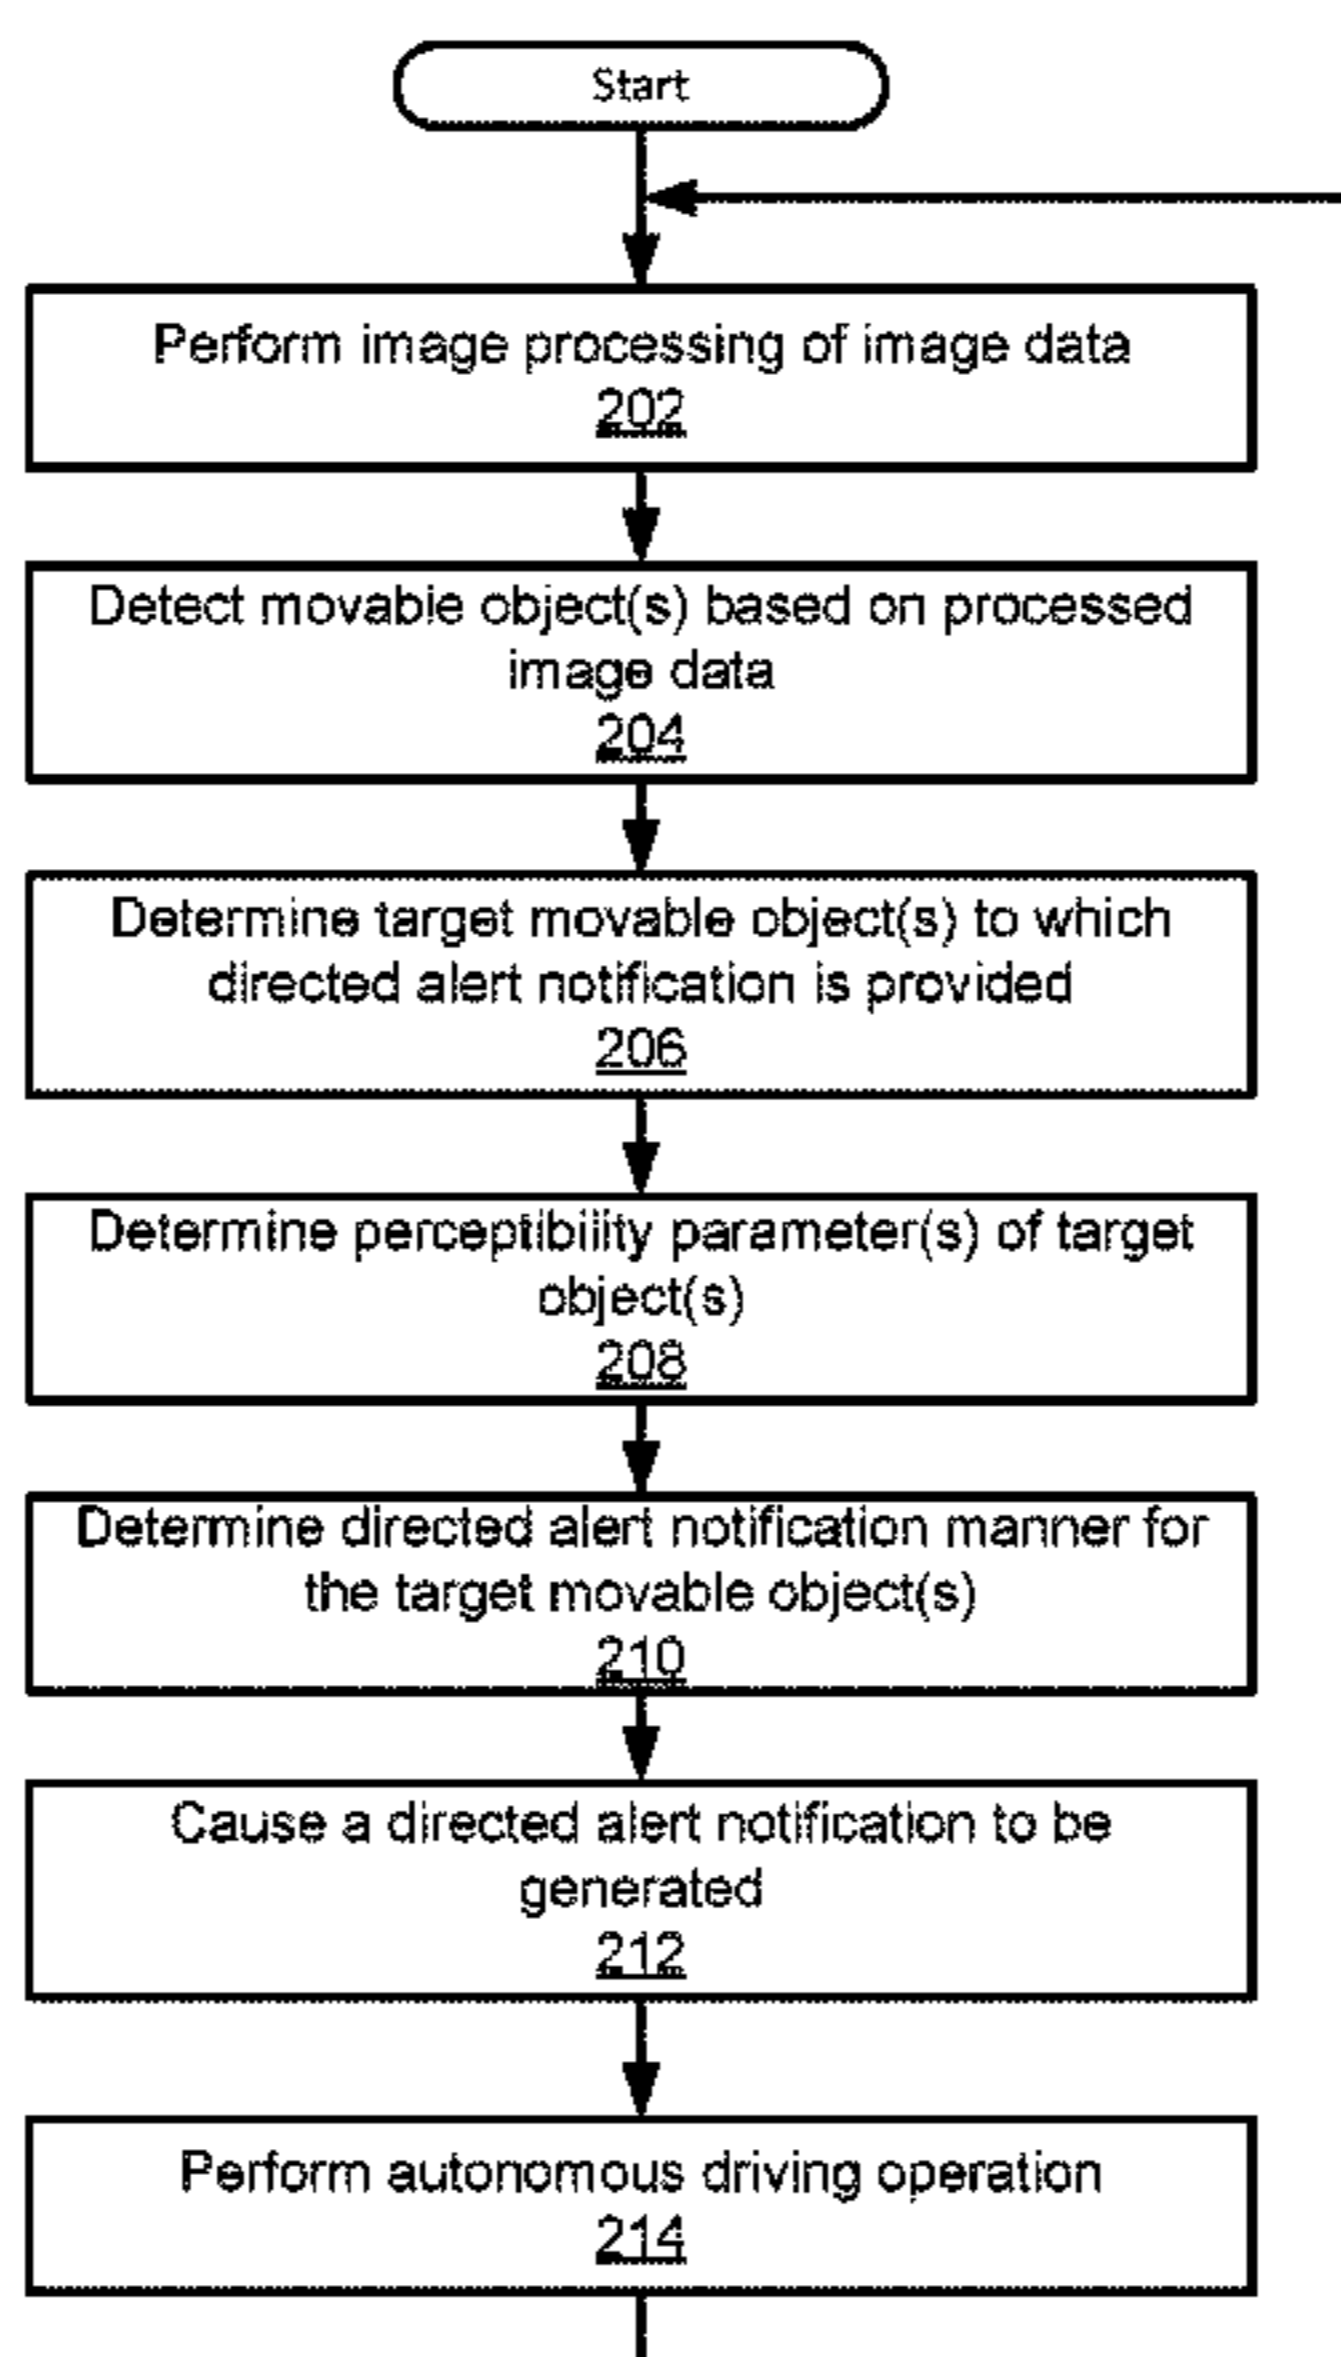 Start
Perform image processing of image data
202
Detect movable object(s) based on processed
image data
204
Determine target movable object(s) to which
directed alert notification is provided
206
Determine perceptibility parameter(s) of target
object(s)
208
Determine directed alert notification manner for
the target movable object(s)
210
Cause a directed alert notification to be
generated
212
Perform autonomous driving operation
214